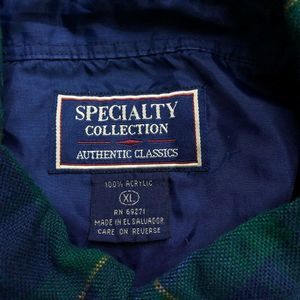 SPECIALTY
COLLECTION
AUTHENTIC CLASSICS
100% ACRYLIC
XL
RN 69271
MADE IN EL SALVADOR
CARE ON REVERSE